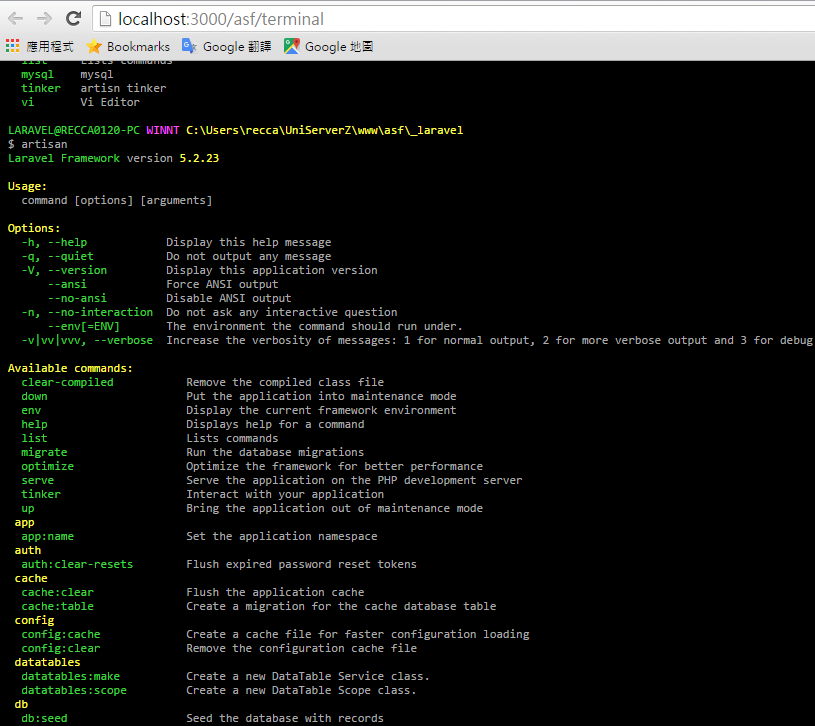 localhost:3000/asf/terminal
應用程式 Bookmarks Google 翻譯 Google 地圖
list Lists commands
mysql mysql
tinker artisn tinker
vi Vi Editor
LARAVEL@RECCA0120-PC WINNT C:\Users\recca\UniServerZ\www\asf\_laravel
$ artisan
Laravel Framework version 5.2.23
Usage:
command [options] [arguments]
Options:
-h, --help Display this help message
-q, --quiet Do not output any message
-V, --version Display this application version
--ansi Force ANSI output
--no-ansi Disable ANSI output
-n, --no-interaction Do not ask any interactive question
--env[=ENV] The environment the command should run under.
-v|vv|vvv, --verbose Increase the verbosity of messages: 1 for normal output, 2 for more verbose output and 3 for debug
Available commands:
clear-compiled Remove the compiled class file
down Put the application into maintenance mode
env Display the current framework environment
help Displays help for a command
list Lists commands
migrate Run the database migrations
optimize Optimize the framework for better performance
serve Serve the application on the PHP development server
tinker Interact with your application
up Bring the application out of maintenance mode
app
app:name Set the application namespace
auth
auth:clear-resets Flush expired password reset tokens
cache
cache:clear Flush the application cache
cache:table Create a migration for the cache database table
config
config:cache Create a cache file for faster configuration loading
config:clear Remove the configuration cache file
datatables
datatables:make Create a new DataTable Service class.
datatables:scope Create a new DataTable Scope class.
db
db:seed Seed the database with records